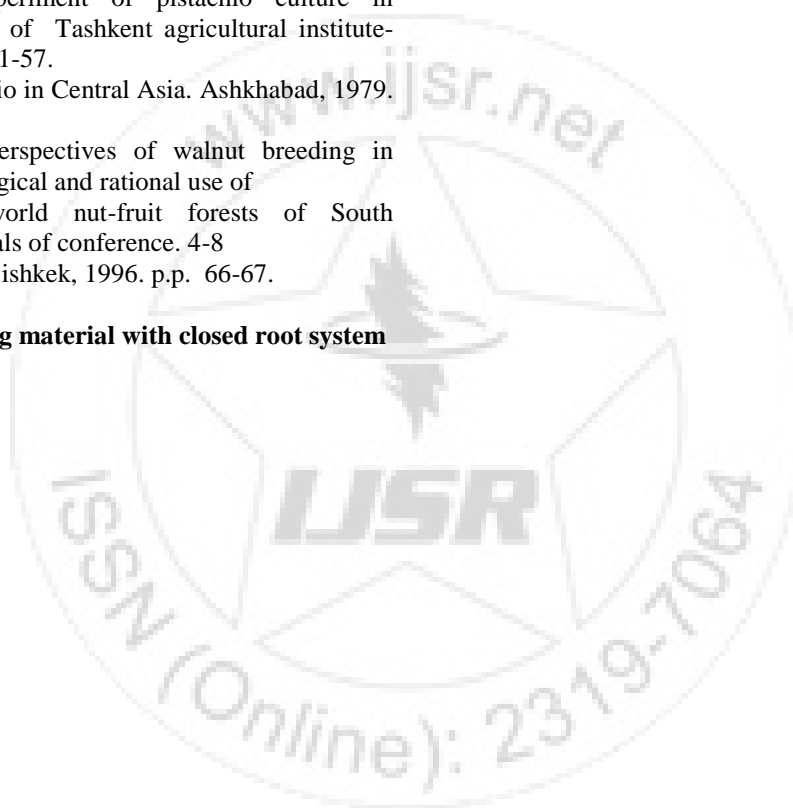 periment of pistachio culture in
of Tashkent agricultural institute-
1-57.
io in Central Asia. Ashkhabad, 1979.
erspectives of walnut breeding in
gical and rational use of
vorld nut-fruit forests of South
als of conference. 4-8
ishkek, 1996. p.p. 66-67.
g material with closed root system
www.ijsr.net
IJSR
ISSN (Online): 2319-7064